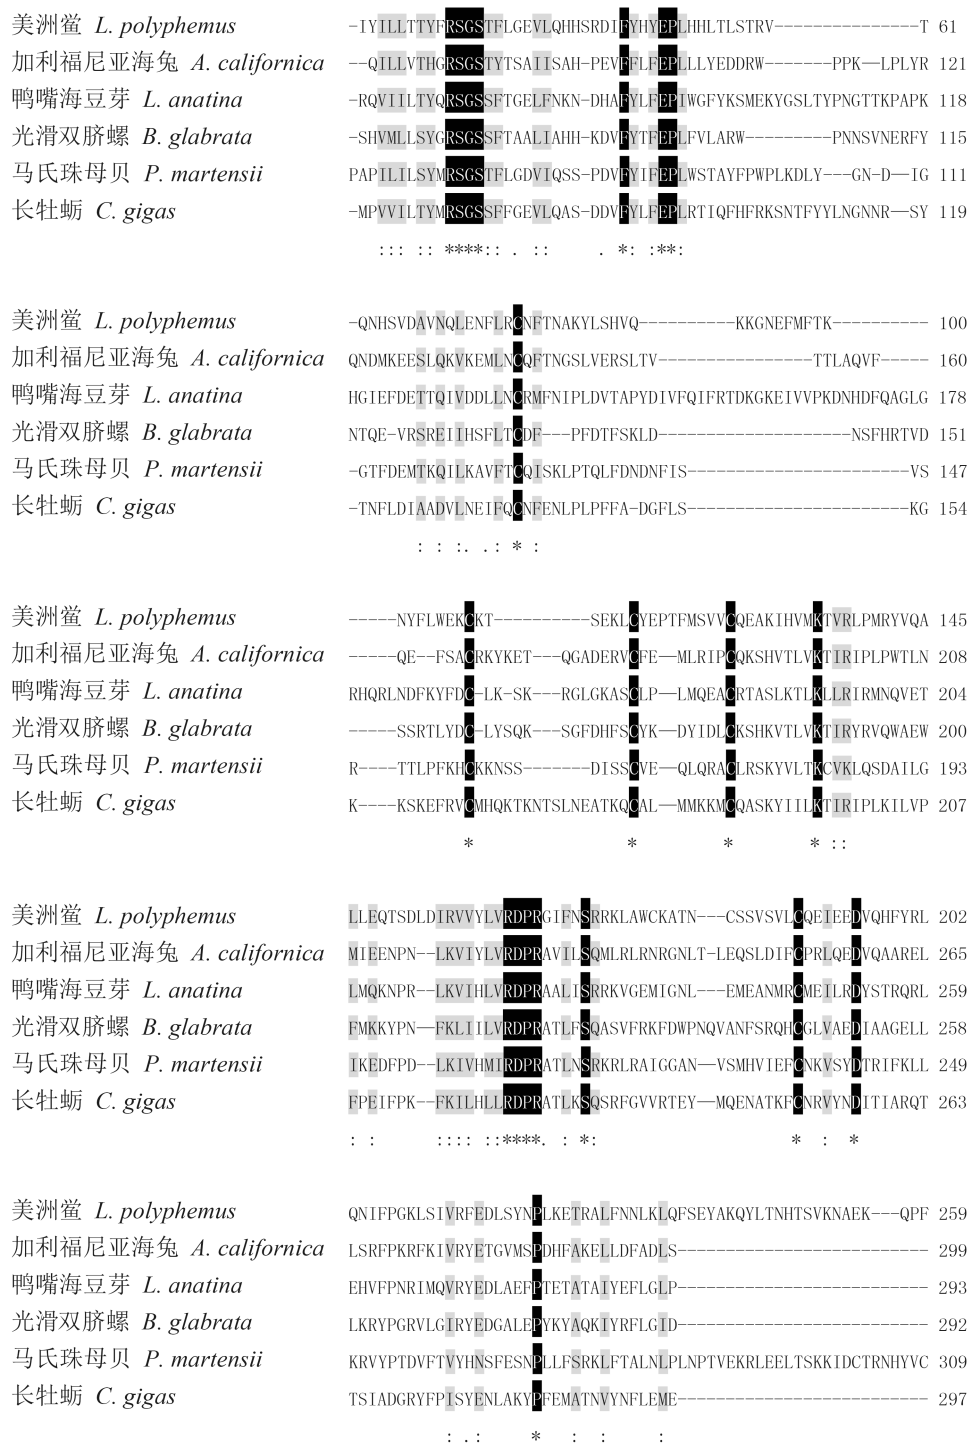 美洲鲎 L. polyphemus -IYILLTTYFRSGSTFLGEVLQHHSRDIFYHYEPLHHLTLSTRV---------------T 61
加利福尼亚海兔 A. californica --QILLVTHGRSGSTYTSAIISAH-PEVFFLFEPLLLLYEDDRW-------PPK--LPLYR 121
鸭嘴海豆芽 L. anatina -RQVIILTYQRSGSSFTGELFNKN-DHAFYLFEPIWGFYKSMEKYGSLTYPNGTTKPAPK 118
光滑双脐螺 B. glabrata -SHVMLLSYGRSGSSFTAALIAHH-KDVFYTFEPLFVLARW---------PNNSVNERFY 115
马氏珠母贝 P. martensii PAPILILSYMRSGSTFLGDVIQSS-PDVFYIFEPLWSTAYFPWPLKDLY---GN-D--IG 111
长牡蛎 C. gigas -MPVVILTYMRSGSSFFGEVLQAS-DDVFYLFEPLRTIQFHFRKSNTFYYLNGNNR--SY 119
::: :: ****:: . :: . *: :**:
美洲鲎 L. polyphemus -QNHSVDAVNQLENFLRCNFTNAKYLSHVQ----------KKGNEFMFTK---------- 100
加利福尼亚海兔 A. californica QNDMKEESLQKVKEMLNCQFTNGSLVERSLTV----------------TTLAQVF----- 160
鸭嘴海豆芽 L. anatina HGIEFDETTQIVDDLLNCRMFNIPLDVTAPYDIVFQIFRTDKGKEIVVPKDNHDFQAGLG 178
光滑双脐螺 B. glabrata NTQE-VRSREIIHSFLTCDF---PFDTFSKLD--------------------NSFHRTVD 151
马氏珠母贝 P. martensii -GTFDEMTKQILKAVFTCQISKLPTQLFDNDNFIS-----------------------VS 147
长牡蛎 C. gigas -TNFLDIAADVLNEIFQCNFENLPLPFFA-DGFLS-----------------------KG 154
: : :. .: * :
美洲鲎 L. polyphemus -----NYFLWEKCKT----------SEKLCYEPTFMSVVCQEAKIHVMKTVRLPMRYVQA 145
加利福尼亚海兔 A. californica -----QE--FSACRKYKET---QGADERVCFE--MLRIPCQKSHVTLVKTIRIPLPWTLN 208
鸭嘴海豆芽 L. anatina RHQRLNDFKYFDC-LK-SK---RGLGKASCLP--LMQEACRTASLKTLKLLRIRMNQVET 204
光滑双脐螺 B. glabrata -----SSRTLYDC-LYSQK---SGFDHFSCYK--DYIDLCKSHKVTLVKTIRYRVQWAEW 200
马氏珠母贝 P. martensii R----TTLPFKHCKKNSS-------DISSCVE--QLQRACLRSKYVLTKCVKLQSDAILG 193
长牡蛎 C. gigas K----KSKEFRVCMHQKTKNTSLNEATKQCAL--MMKKMCQASKYIILKTIRIPLKILVP 207
* * * * ::
美洲鲎 L. polyphemus LLEQTSDLDIRVVYLVRDPRGIFNSRRKLAWCKATN---CSSVSVLCQEIEEDVQHFYRL 202
加利福尼亚海兔 A. californica MIEENPN--LKVIYLVRDPRAVILSQMLRLRNRGNLT-LEQSLDIFCPRLQEDVQAAREL 265
鸭嘴海豆芽 L. anatina LMQKNPR--LKVIHLVRDPRAALISRRKVGEMIGNL---EMEANMRCMEILRDYSTRQRL 259
光滑双脐螺 B. glabrata FMKKYPN--FKLIILVRDPRATLFSQASVFRKFDWPNQVANFSRQHCGLVAEDIAAGELL 258
马氏珠母贝 P. martensii IKEDFPD--LKIVHMIRDPRATLNSRKRLRAIGGAN--VSMHVIEFCNKVSYDTRIFKLL 249
长牡蛎 C. gigas FPEIFPK--FKILHLLRDPRATLKSQSRFGVVRTEY--MQENATKFCNRVYNDITIARQT 263
: : :::: ::****. : *: * : *
美洲鲎 L. polyphemus QNIFPGKLSIVRFEDLSYNPLKETRALFNNLKLQFSEYAKQYLTNHTSVKNAEK---QPF 259
加利福尼亚海兔 A. californica LSRFPKRFKIVRYETGVMSPDHFAKELLDFADLS-------------------------- 299
鸭嘴海豆芽 L. anatina EHVFPNRIMQVRYEDLAEFPTETATAIYEFLGLP-------------------------- 293
光滑双脐螺 B. glabrata LKRYPGRVLGIRYEDGALEPYKYAQKIYRFLGID-------------------------- 292
马氏珠母贝 P. martensii KRVYPTDVFTVYHNSFESNPLLFSRKLFTALNLPLNPTVEKRLEELTSKKIDCTRNHYVC 309
长牡蛎 C. gigas TSIADGRYFPISYENLAKYPFEMATNVYNFLEME-------------------------- 297
: .: * : : :